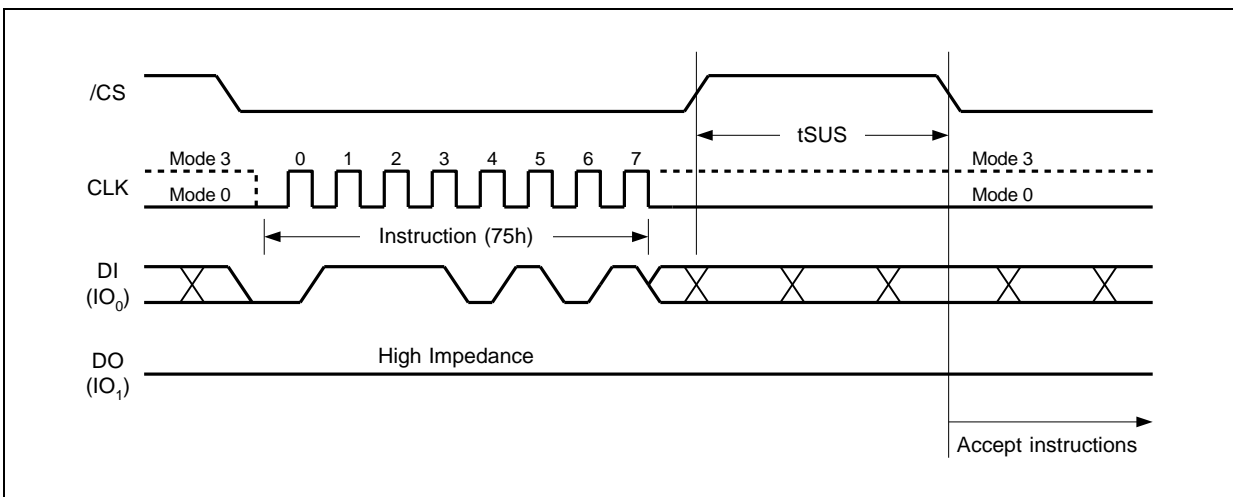 /CS
tSUS
Mode 3 0 1 2 3 4 5 6 7 Mode 3
CLK
Mode 0 Mode 0
Instruction (75h)
DI
(IO0)
High Impedance
DO
(IO1)
Accept instructions